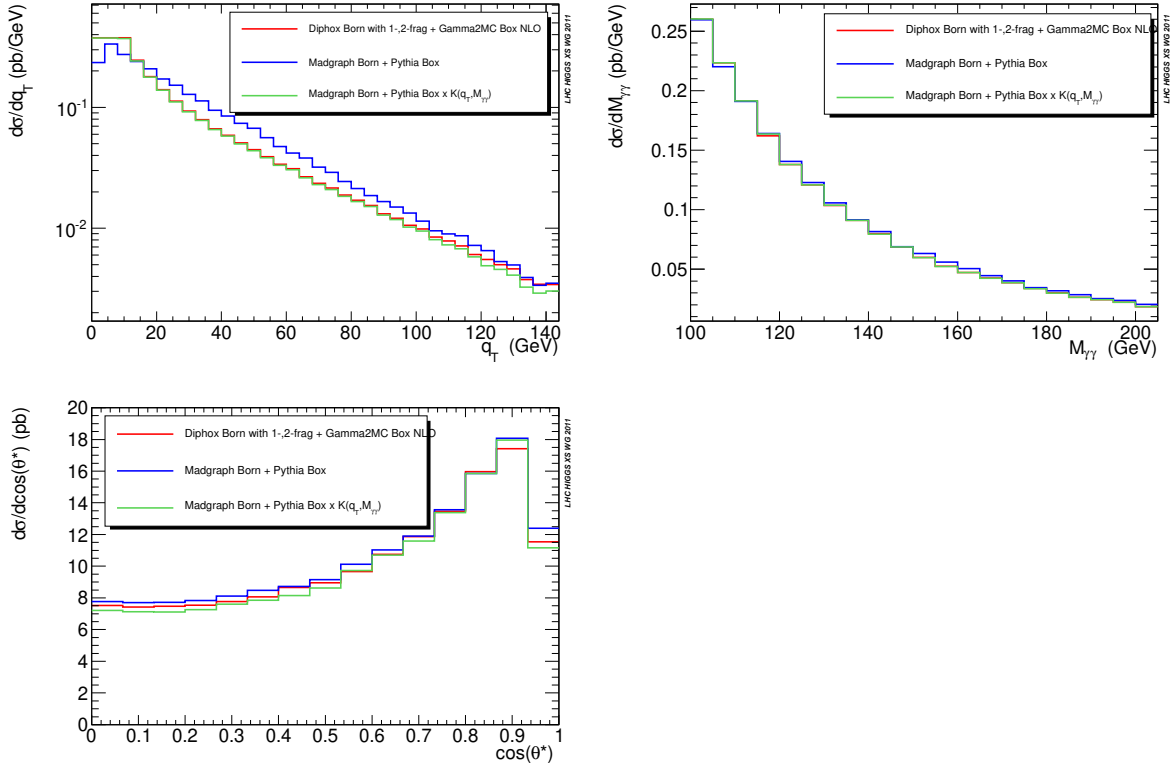 dσ/dq_T [pb/GeV]
Diphox Born with 1-,2-frag + Gamma2MC Box NLO
Madgraph Born + Pythia Box
Madgraph Born + Pythia Box x K(q_T,M_γγ)
LHC HIGGS XS WG 2011
10^-1
10^-2
0 20 40 60 80 100 120 140
q_T (GeV)
dσ/dM_γγ (pb/GeV)
Diphox Born with 1-,2-frag + Gamma2MC Box NLO
Madgraph Born + Pythia Box
Madgraph Born + Pythia Box x K(q_T,M_γγ)
LHC HIGGS XS WG 2011
0.25
0.2
0.15
0.1
0.05
100 120 140 160 180 200
M_γγ (GeV)
dσ/dcos(θ*) (pb)
Diphox Born with 1-,2-frag + Gamma2MC Box NLO
Madgraph Born + Pythia Box
Madgraph Born + Pythia Box x K(q_T,M_γγ)
LHC HIGGS XS WG 2011
20
18
16
14
12
10
8
6
4
2
0
0 0.1 0.2 0.3 0.4 0.5 0.6 0.7 0.8 0.9 1
cos(θ*)